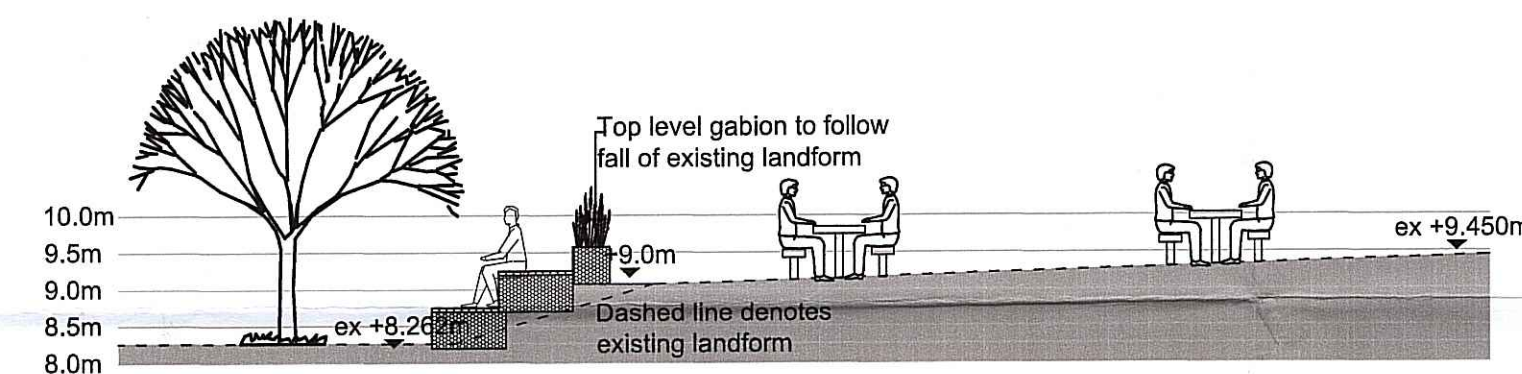 Top level gabion to follow
fall of existing landform
10.0m
ex +9.450m
9.5m
+9.0m
9.0m
Dashed line denotes
8.5m
ex +8.262m
existing landform
8.0m